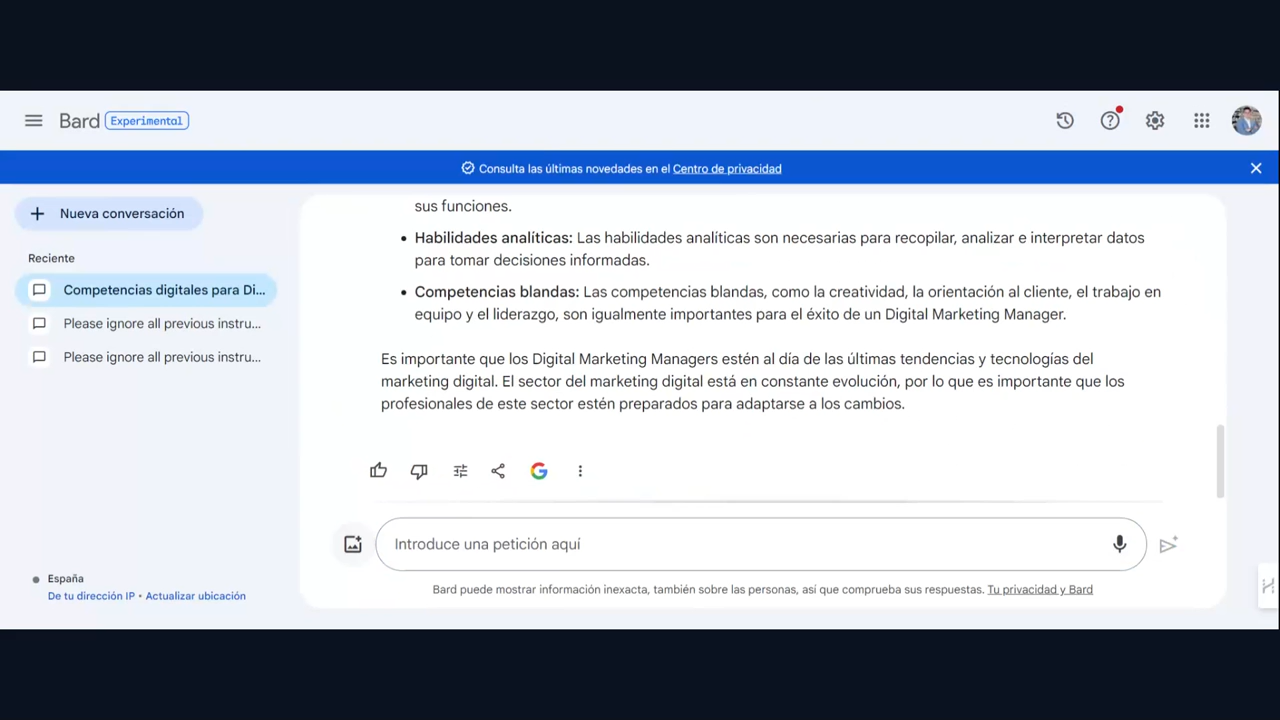 Bard Experimental
Consulta las últimas novedades en el Centro de privacidad
Nueva conversación
Reciente
Competencias digitales para Di...
Please ignore all previous instru...
Please ignore all previous instru...
España
De tu dirección IP • Actualizar ubicación
sus funciones.
• Habilidades analíticas: Las habilidades analíticas son necesarias para recopilar, analizar e interpretar datos
para tomar decisiones informadas.
• Competencias blandas: Las competencias blandas, como la creatividad, la orientación al cliente, el trabajo en
equipo y el liderazgo, son igualmente importantes para el éxito de un Digital Marketing Manager.
Es importante que los Digital Marketing Managers estén al día de las últimas tendencias y tecnologías del
marketing digital. El sector del marketing digital está en constante evolución, por lo que es importante que los
profesionales de este sector estén preparados para adaptarse a los cambios.
Introduce una petición aquí
Bard puede mostrar información inexacta, también sobre las personas, así que comprueba sus respuestas. Tu privacidad y Bard